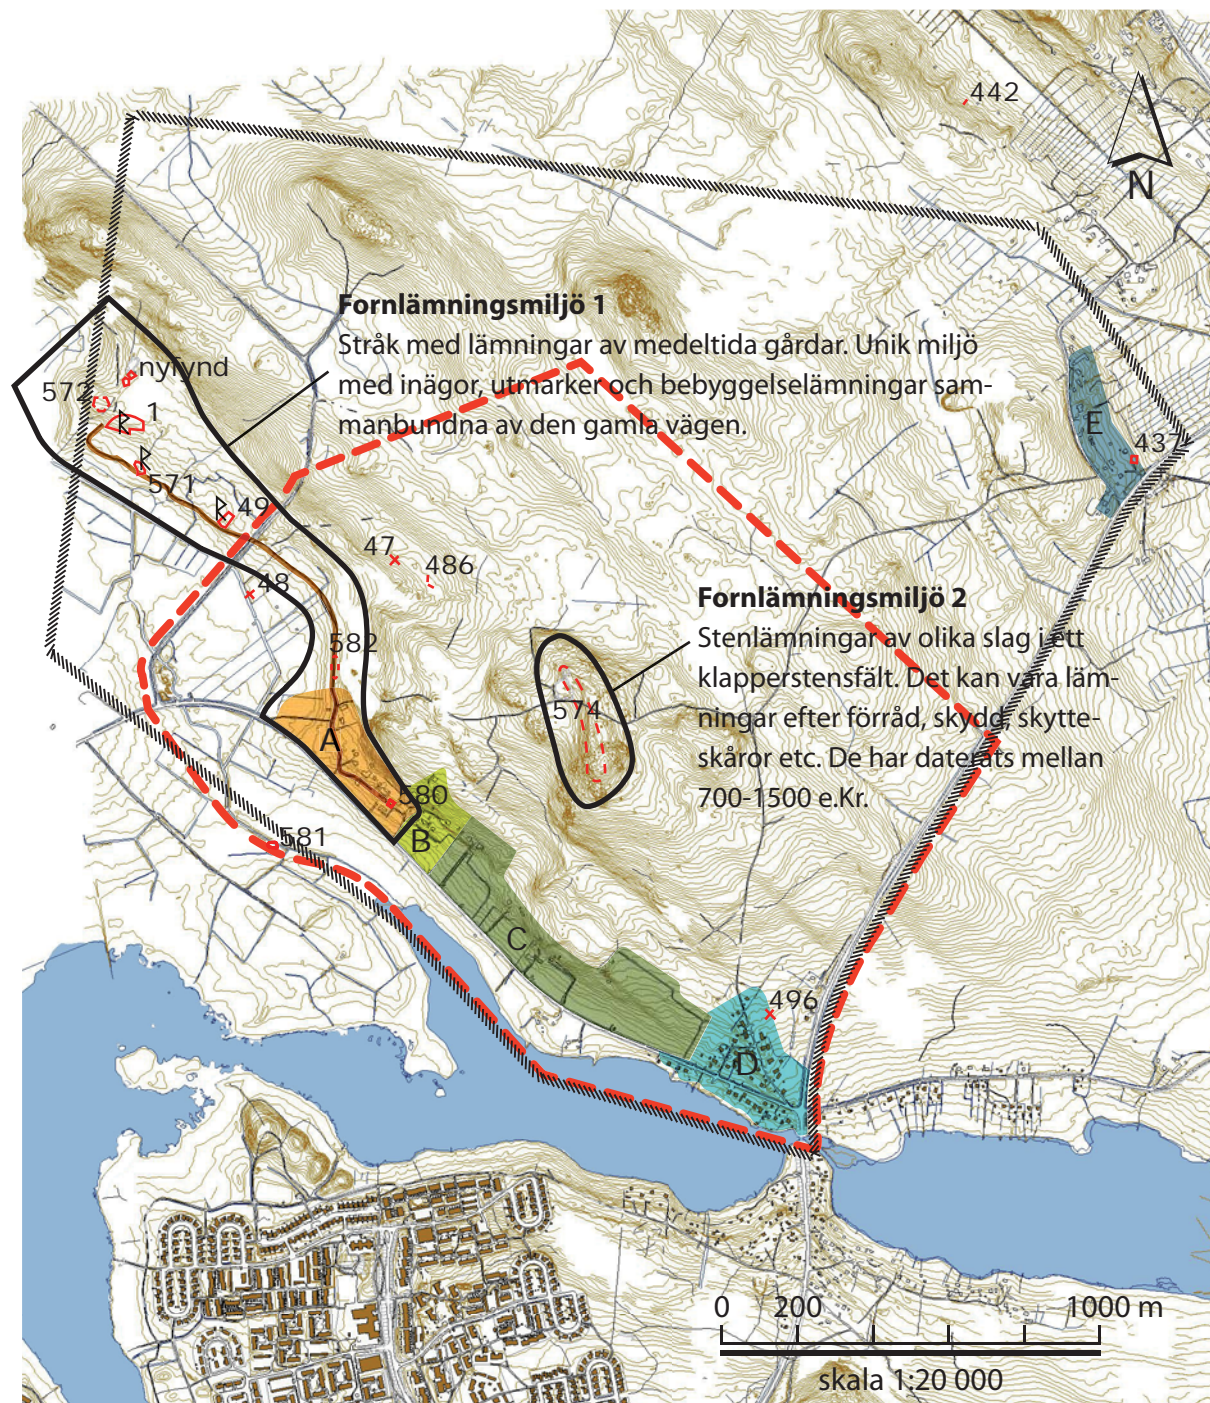 442
N
Fornlämningsmiljö 1
Stråk med lämningar av medeltida gårdar. Unik miljö
med inägor, utmarker och bebyggelselämningar sam-
manbundna av den gamla vägen.
nyfynd
572
1
571
49
E
437
47
486
48
Fornlämningsmiljö 2
Stenlämningar av olika slag i ett
klapperstensfält. Det kan vara läm-
ningar efter förråd, skydd, skytte-
skåror etc. De har daterats mellan
700-1500 e.Kr.
582
574
A
580
B
581
C
496
D
0 200 1000 m
skala 1:20 000